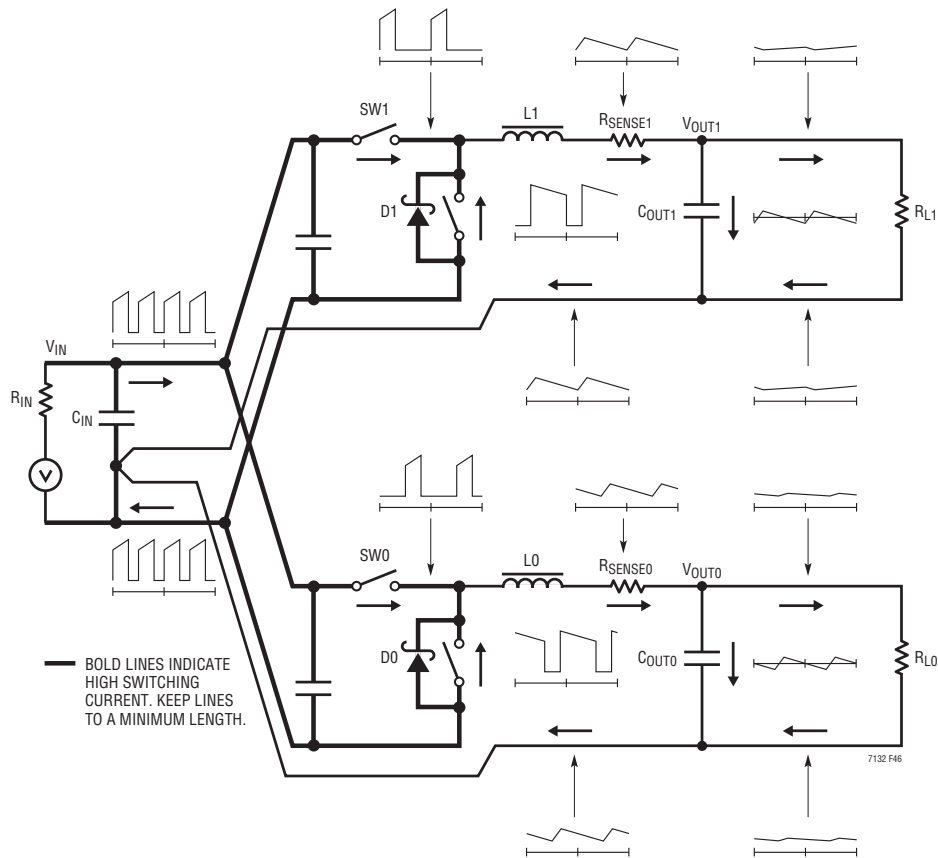 SW1
L1
RSENSE1
VOUT1
D1
COUT1
RL1
VIN
RIN
CIN
V
SW0
L0
RSENSE0
VOUT0
D0
COUT0
RL0
BOLD LINES INDICATE
HIGH SWITCHING
CURRENT. KEEP LINES
TO A MINIMUM LENGTH.
7132 F46